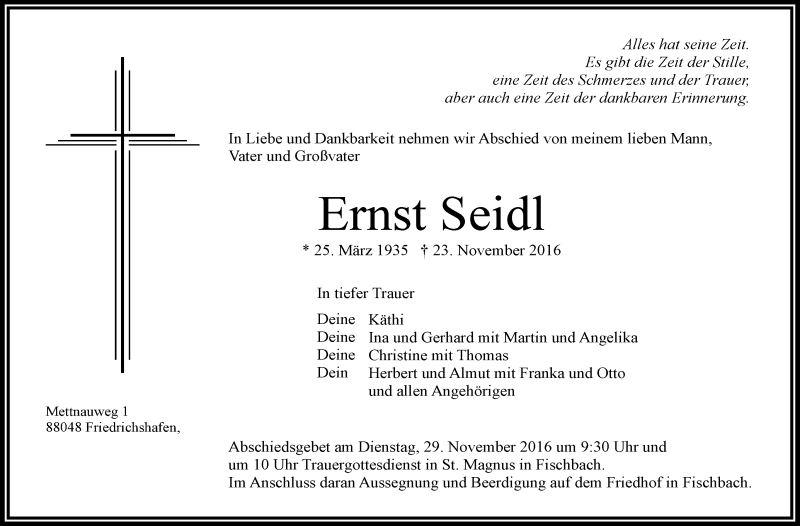 Alles hat seine Zeit.
Es gibt die Zeit der Stille,
eine Zeit des Schmerzes und der Trauer,
aber auch eine Zeit der dankbaren Erinnerung.
In Liebe und Dankbarkeit nehmen wir Abschied von meinem lieben Mann,
Vater und Großvater
Ernst Seidl
* 25. März 1935 † 23. November 2016
In tiefer Trauer
Deine Käthi
Deine Ina und Gerhard mit Martin und Angelika
Deine Christine mit Thomas
Dein Herbert und Almut mit Franka und Otto
und allen Angehörigen
Mettnauweg 1
88048 Friedrichshafen,
Abschiedsgebet am Dienstag, 29. November 2016 um 9:30 Uhr und
um 10 Uhr Trauergottesdienst in St. Magnus in Fischbach.
Im Anschluss daran Aussegnung und Beerdigung auf dem Friedhof in Fischbach.